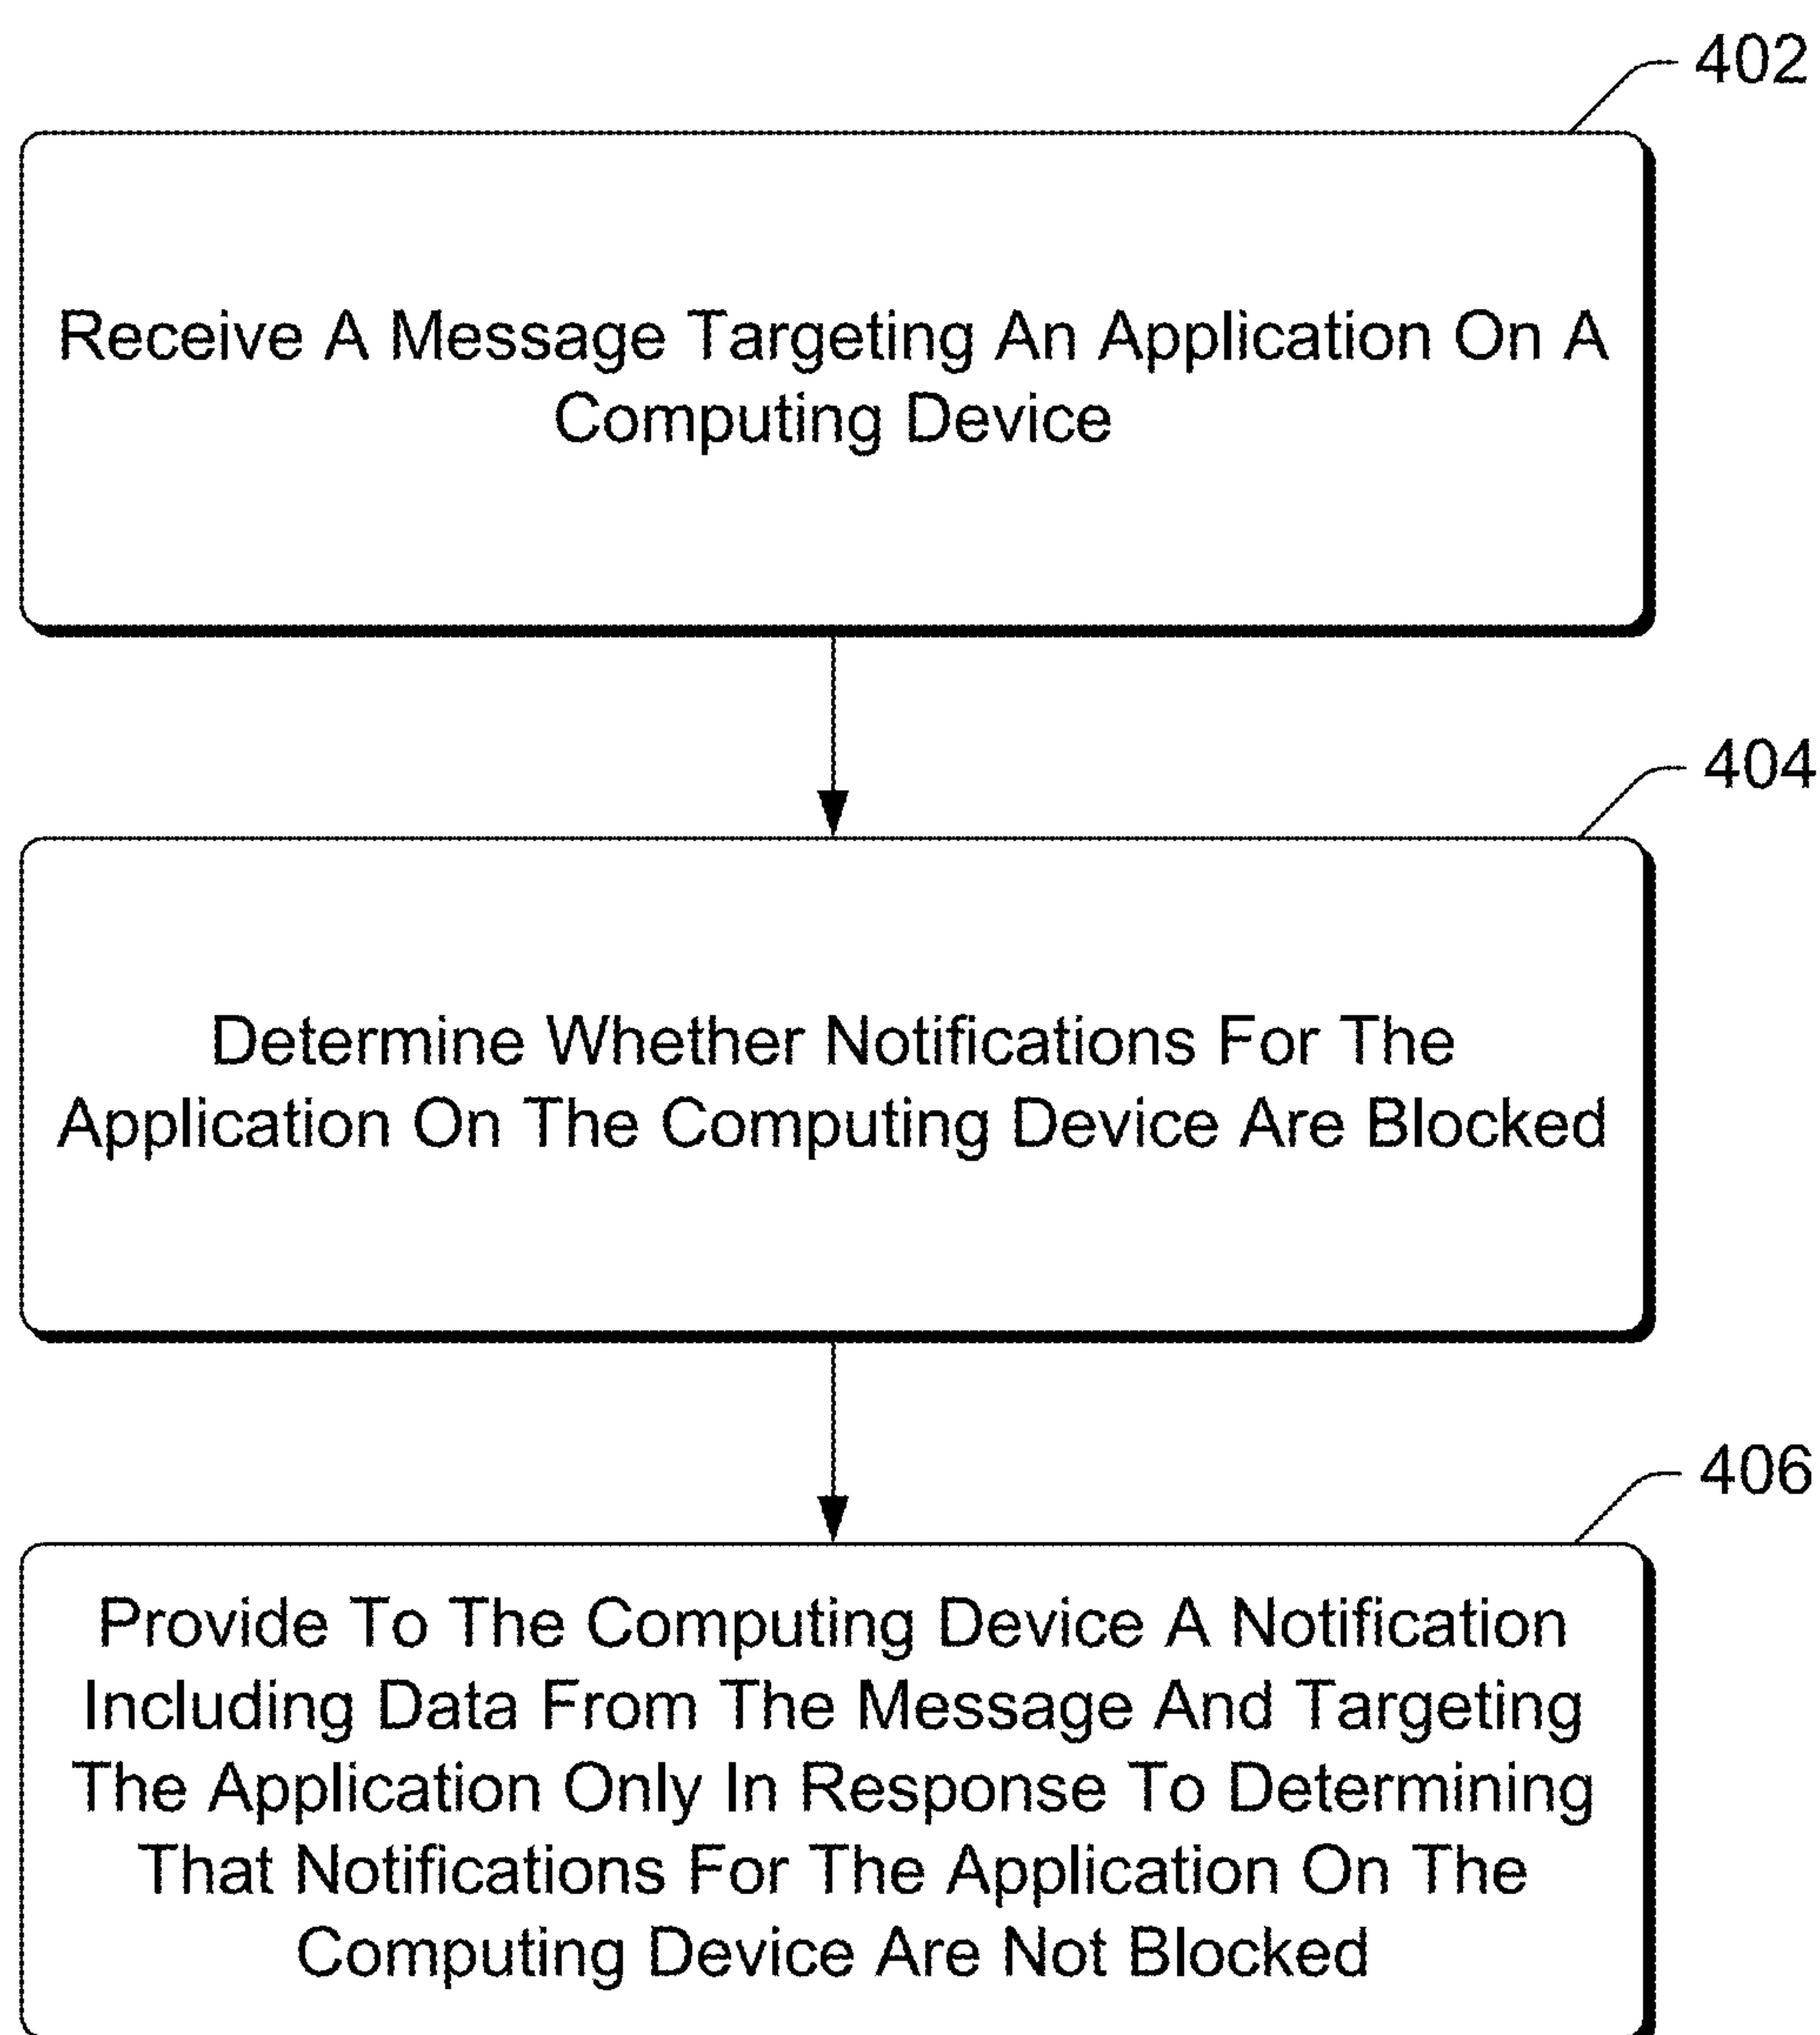 402
Receive A Message Targeting An Application On A
Computing Device
404
Determine Whether Notifications For The
Application On The Computing Device Are Blocked
406
Provide To The Computing Device A Notification
Including Data From The Message And Targeting
The Application Only In Response To Determining
That Notifications For The Application On The
Computing Device Are Not Blocked